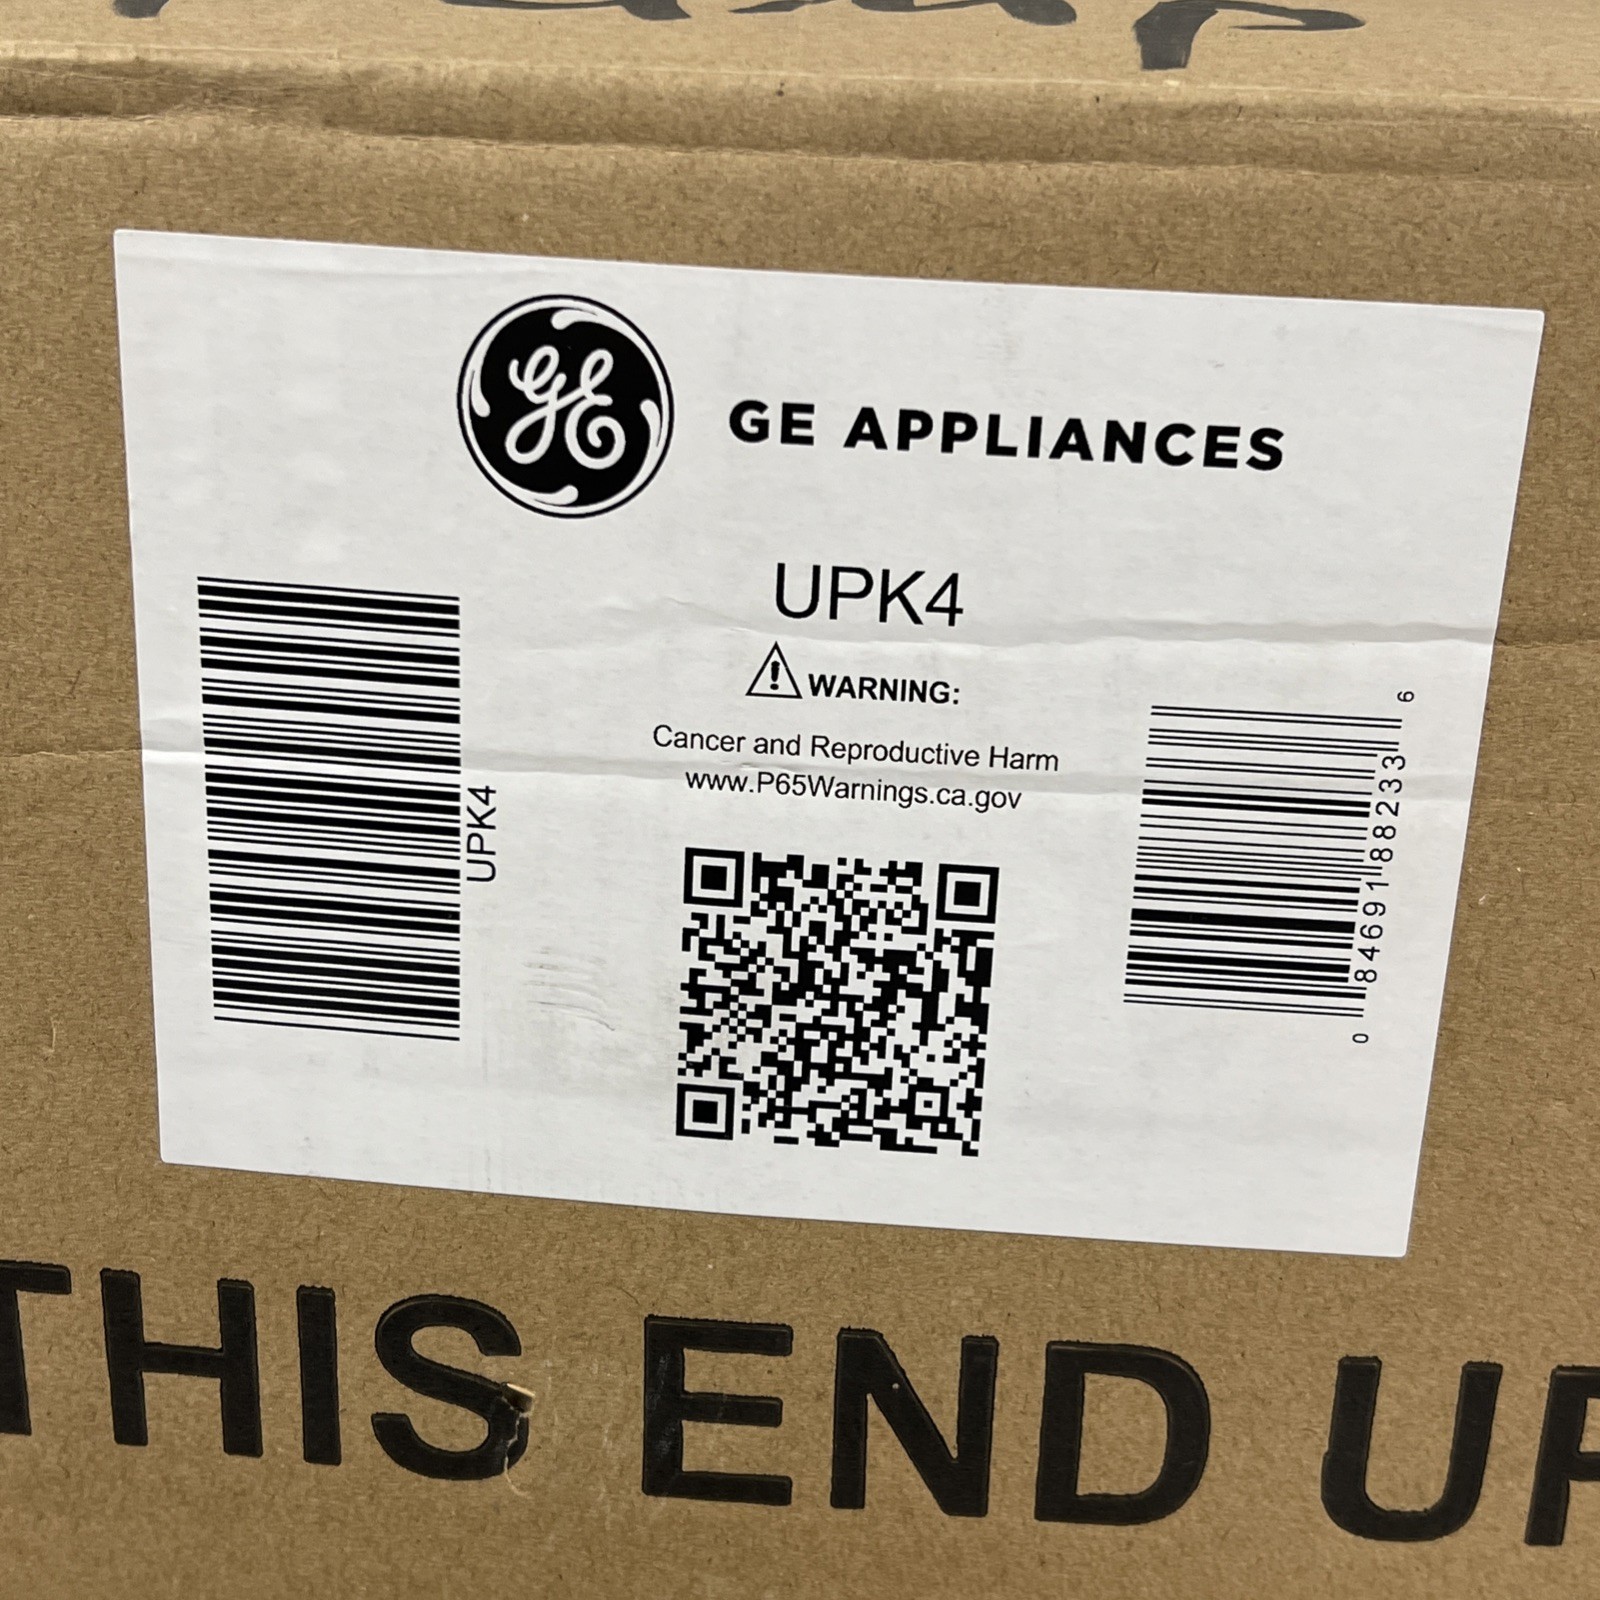 GE
GE APPLIANCES
UPK4
WARNING:
Cancer and Reproductive Harm
www.P65Warnings.ca.gov
UPK4
0 84691 88233 6
THIS END UP